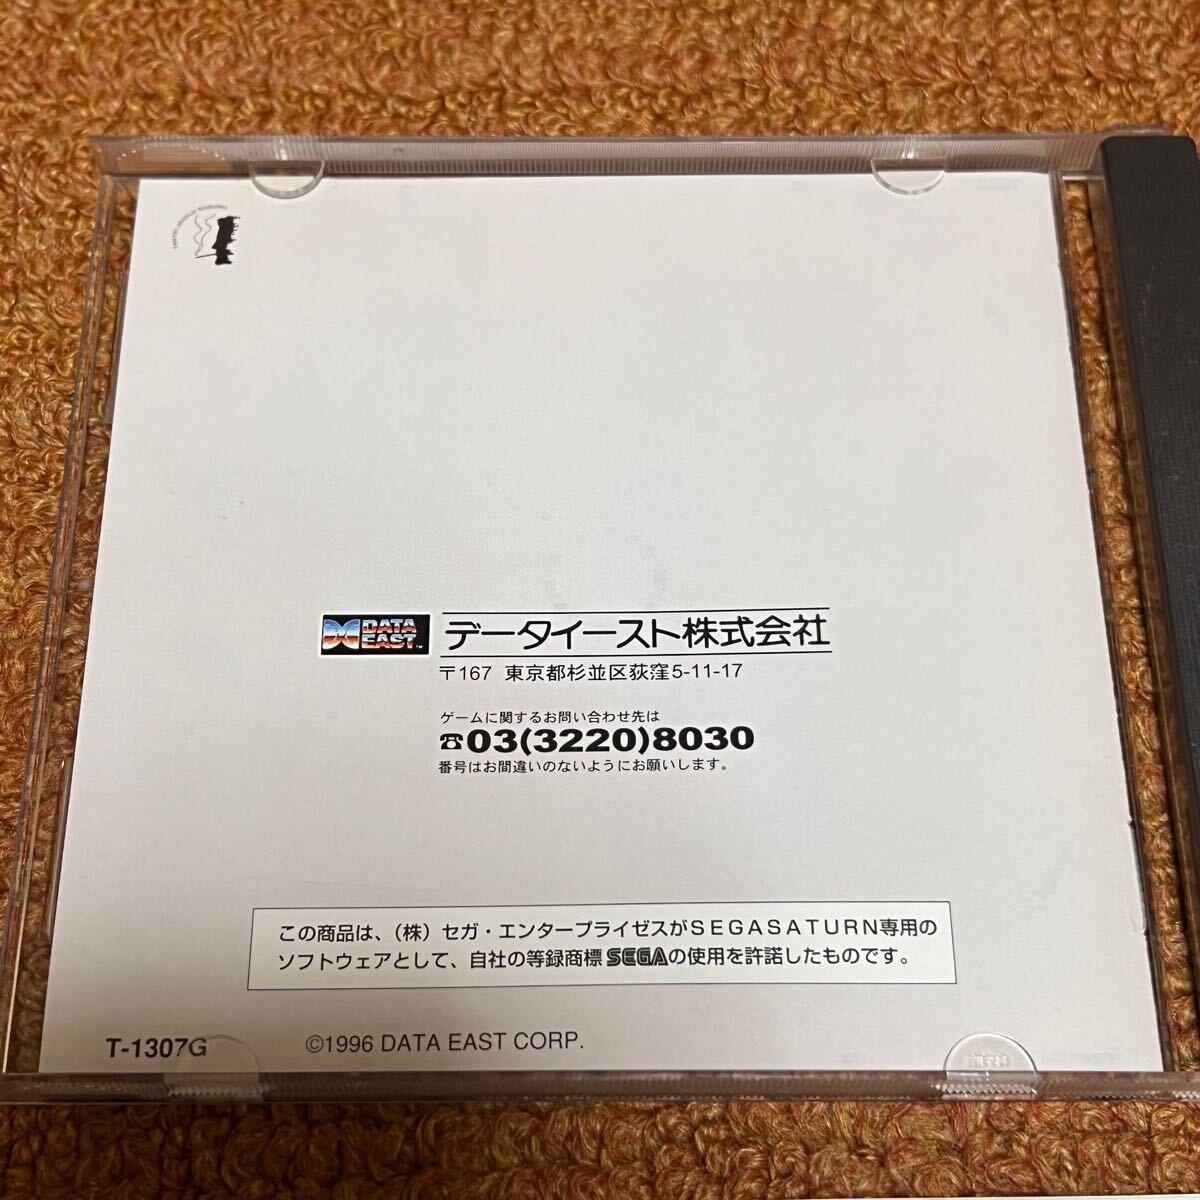 DATA
EAST™
データイースト株式会社
〒167 東京都杉並区荻窪5-11-17
ゲームに関するお問い合わせ先は
☎03(3220)8030
番号はお間違いのないようにお願いします。
この商品は、（株）セガ・エンタープライゼスがSEGASATURN専用の
ソフトウェアとして、自社の等録商標SEGAの使用を許諾したものです。
T-1307G
©1996 DATA EAST CORP.